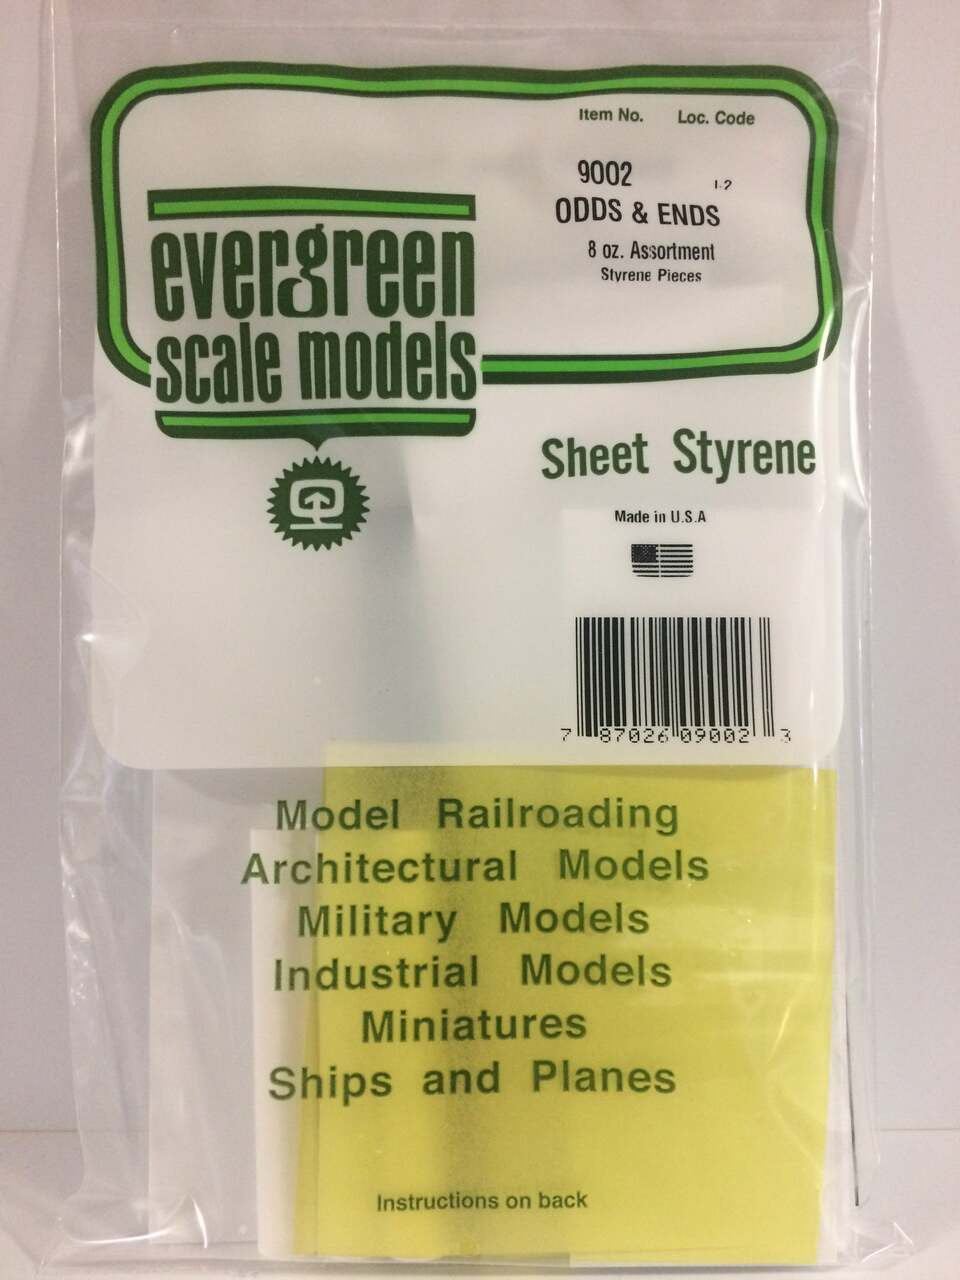 Item No. Loc. Code
9002 1-2
ODDS & ENDS
8 oz. Assortment
Styrene Pieces
evergreen
scale models
Sheet Styrene
Made in U.S.A
7 87026 09002 3
Model Railroading
Architectural Models
Military Models
Industrial Models
Miniatures
Ships and Planes
Instructions on back